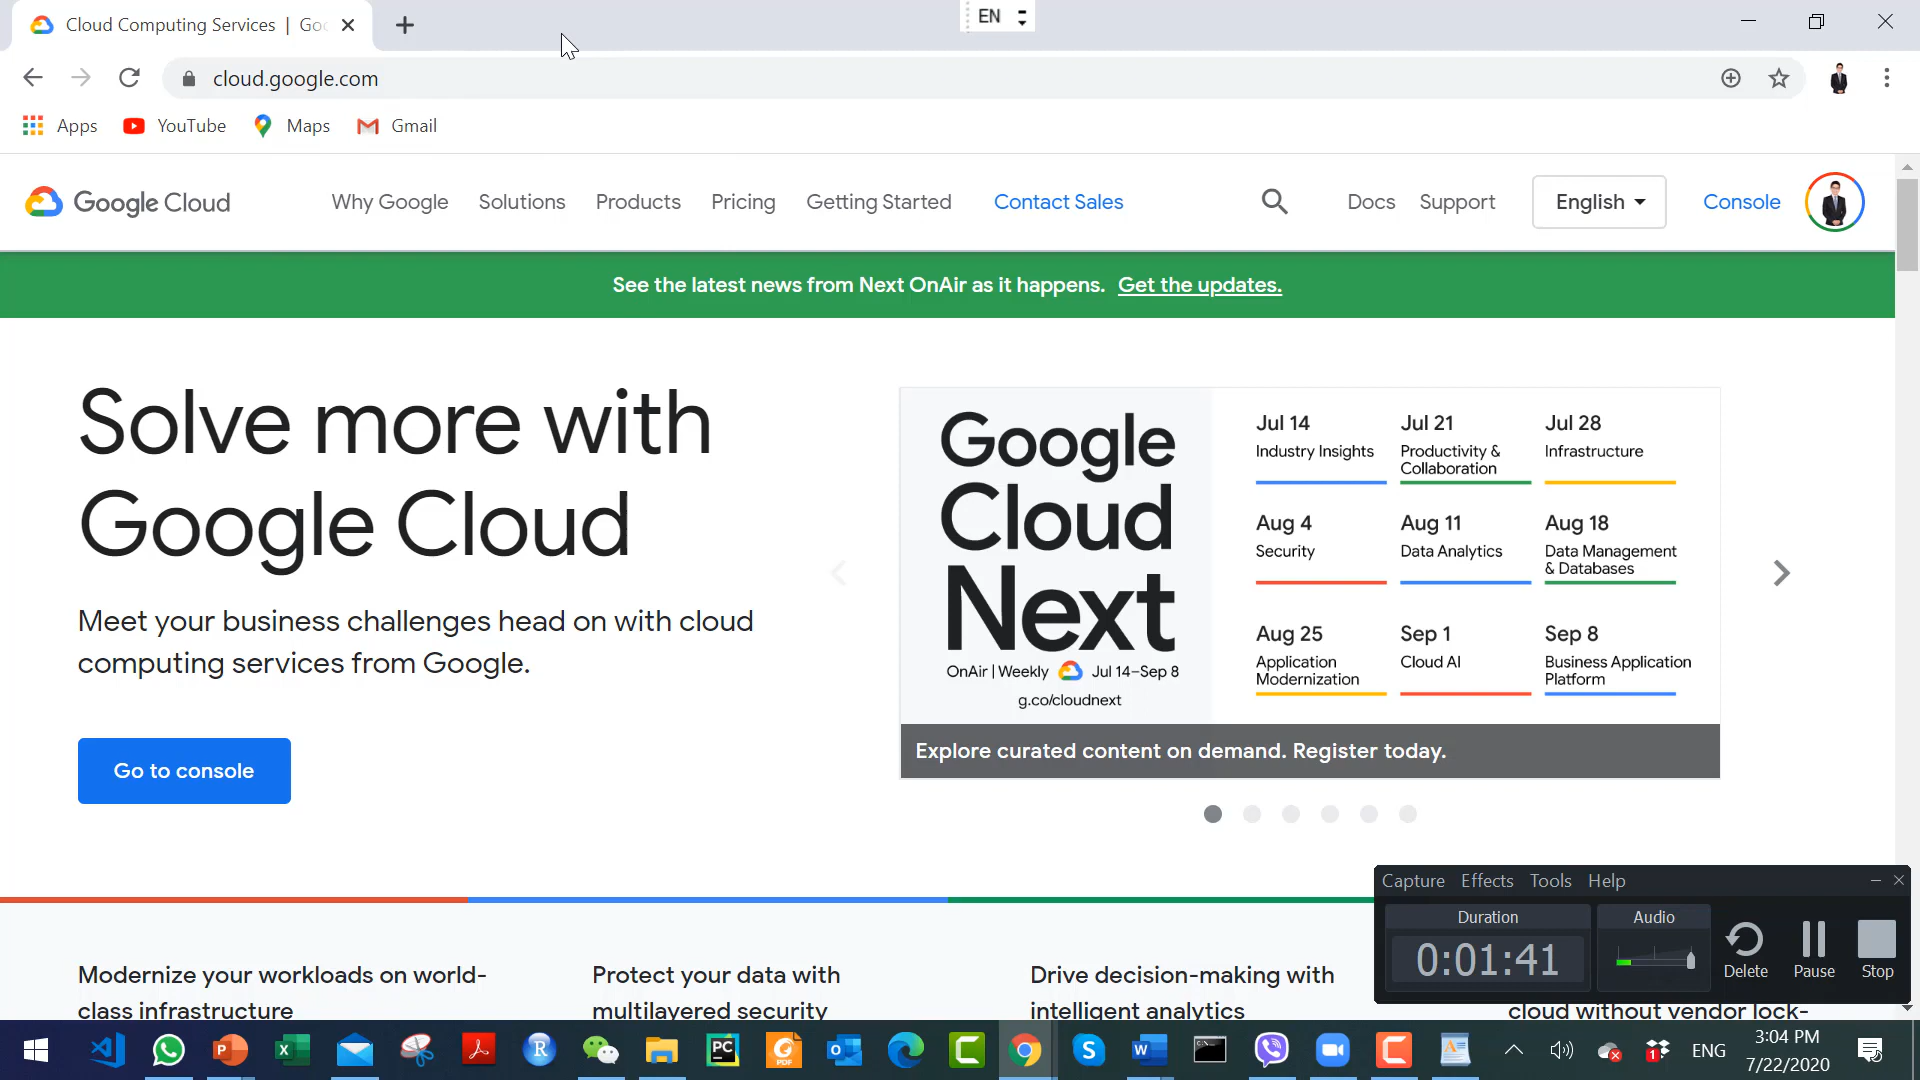 Cloud Computing Services | Goo
EN
cloud.google.com
Apps
YouTube
Maps
Gmail
Google Cloud
Why Google
Solutions
Products
Pricing
Getting Started
Contact Sales
Docs
Support
English
Console
See the latest news from Next OnAir as it happens. Get the updates.
Solve more with
Google Cloud
Meet your business challenges head on with cloud
computing services from Google.
Go to console
Google
Cloud
Next
OnAir | Weekly Jul 14–Sep 8
g.co/cloudnext
Jul 14
Industry Insights
Jul 21
Productivity &
Collaboration
Jul 28
Infrastructure
Aug 4
Security
Aug 11
Data Analytics
Aug 18
Data Management
& Databases
Aug 25
Application
Modernization
Sep 1
Cloud AI
Sep 8
Business Application
Platform
Explore curated content on demand. Register today.
Modernize your workloads on world-
class infrastructure
Protect your data with
multilayered security
Drive decision-making with
intelligent analytics
cloud without vendor lock-
Capture
Effects
Tools
Help
Duration
0:01:41
Audio
Delete
Pause
Stop
ENG
3:04 PM
7/22/2020